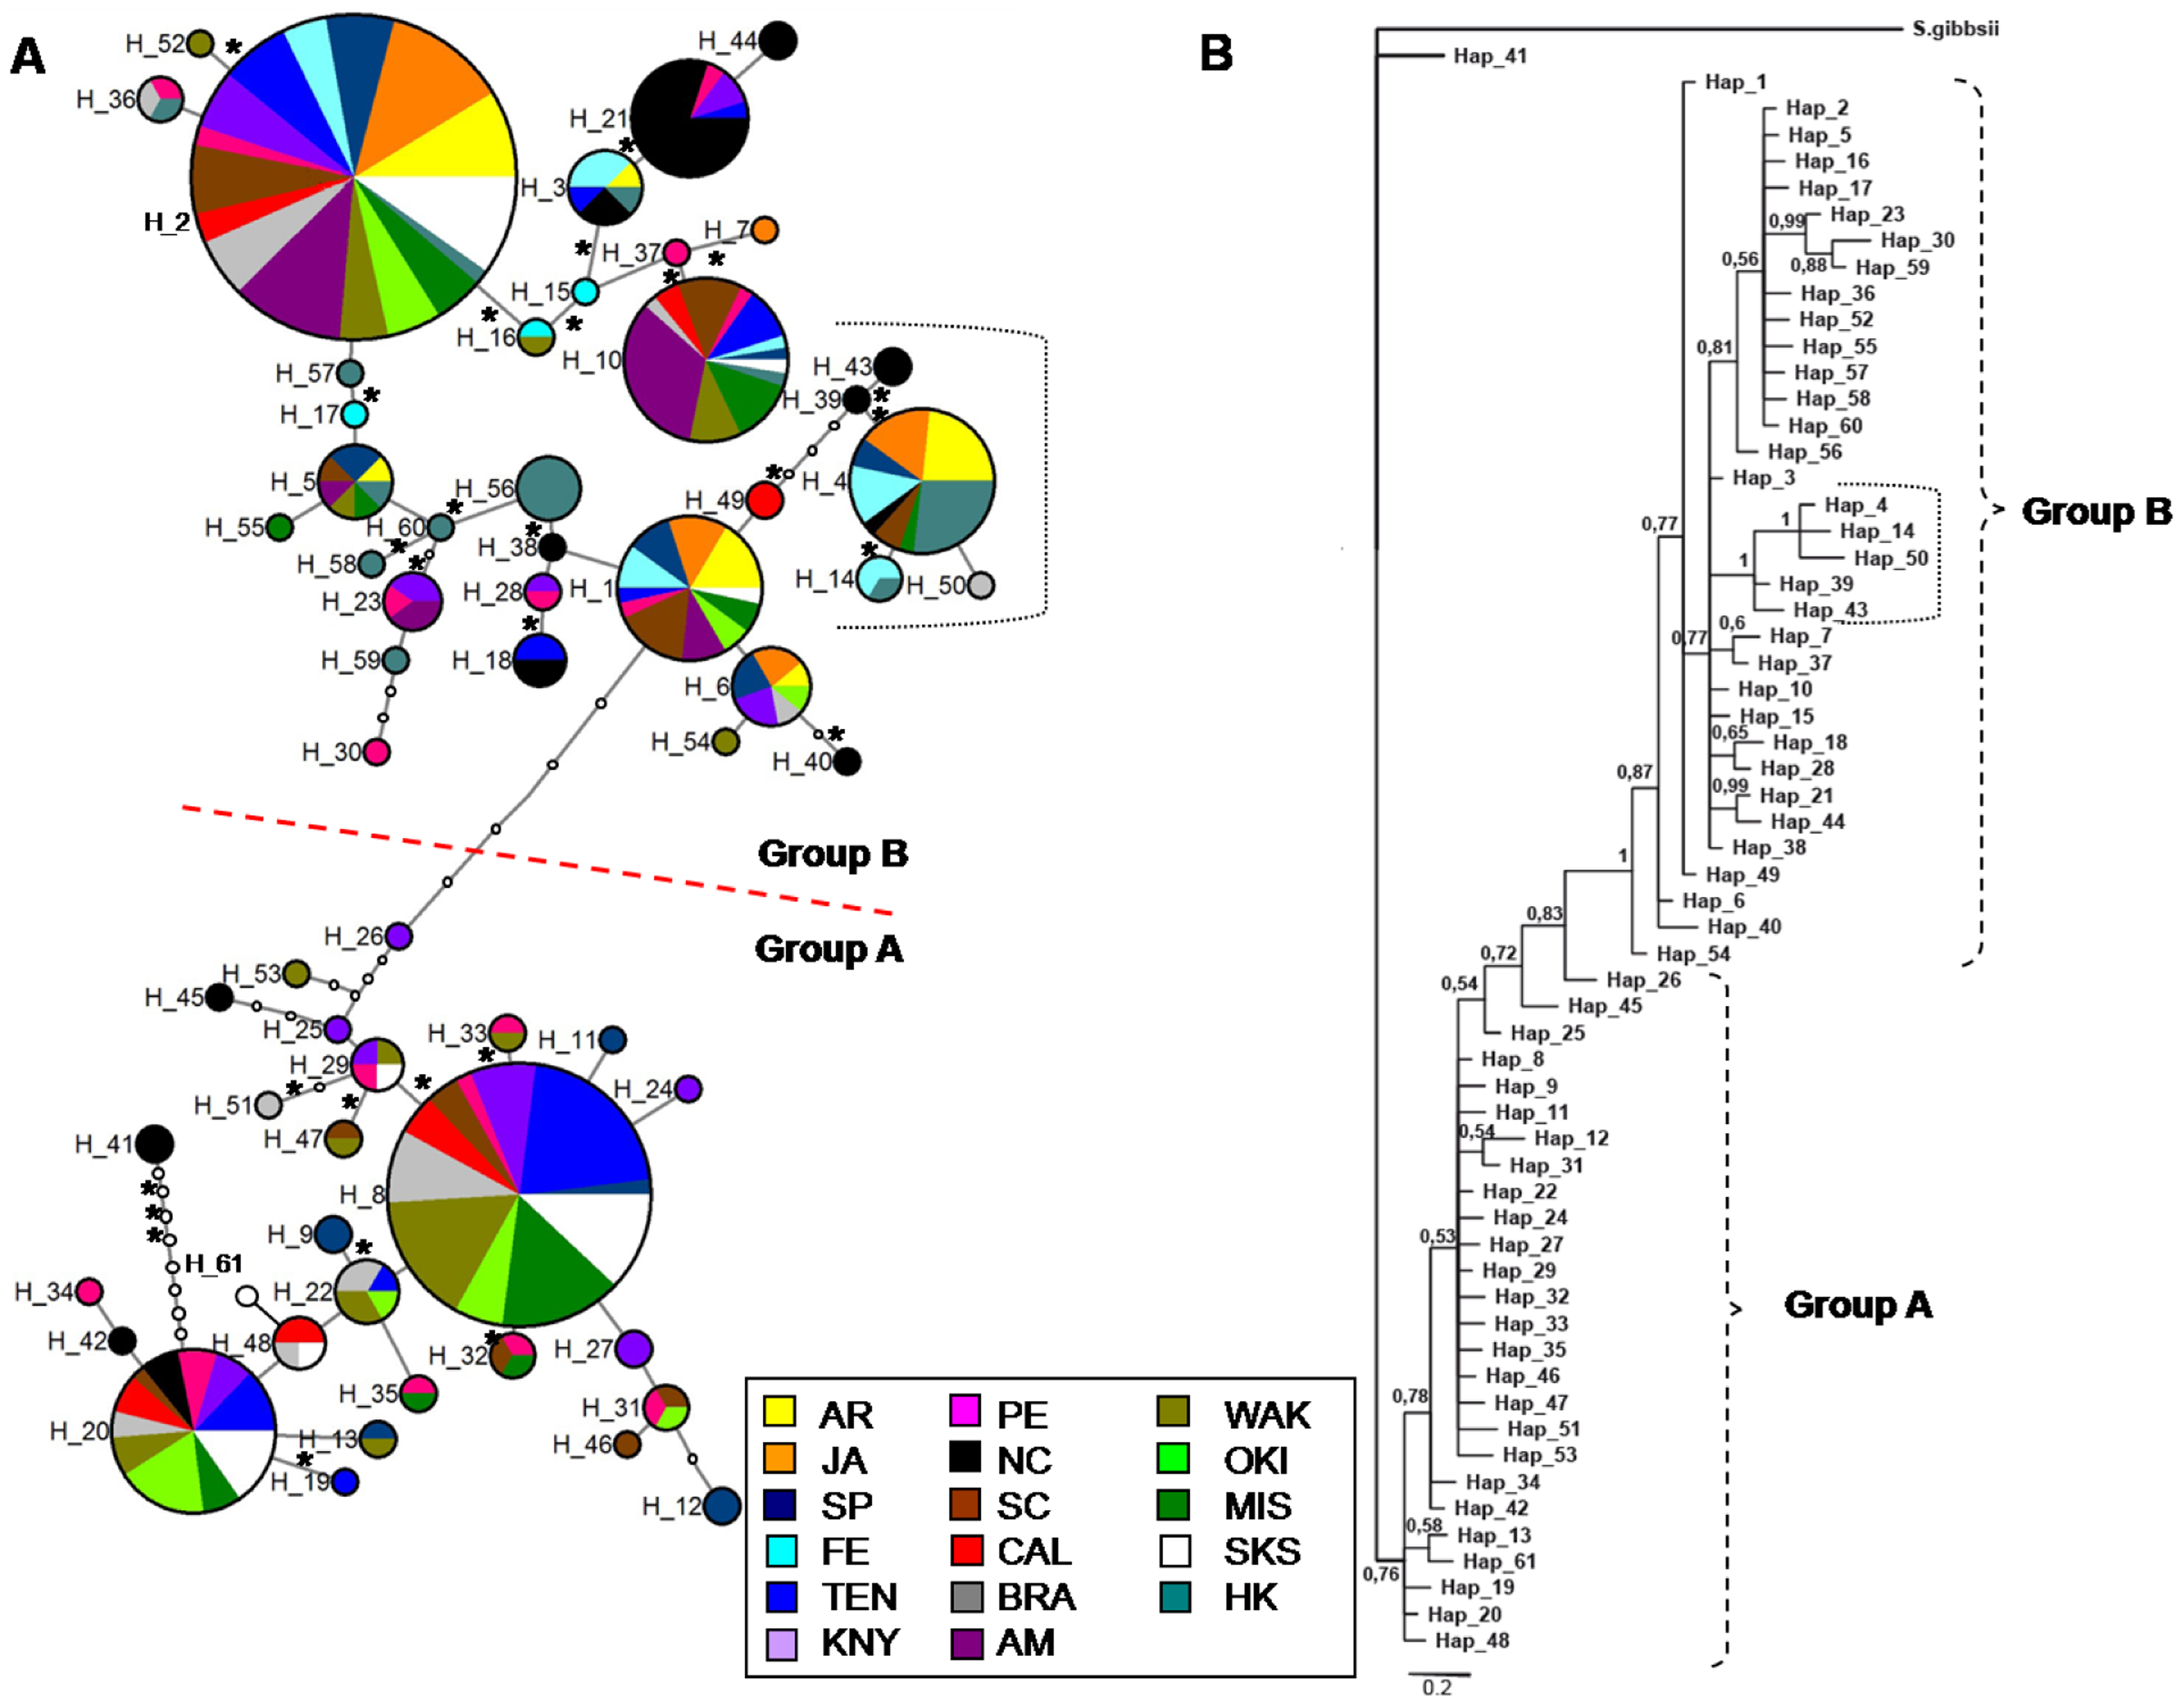 A
H_52
*
H_36
H_2
H_44
H_21
*
H_3
*
H_37
H_7
*
*
H_15
*
*
H_16
H_10
H_57
*
H_17
H_5
H_55
H_60
*
H_56
*
H_58
*
*
H_38
H_23
H_28
H_1
H_59
*
H_18
H_30
H_43
H_39
*
*
*
H_49
H_4
*
H_14
H_50
H_6
H_54
*
H_40
Group B
Group A
H_26
H_53
H_45
H_25
H_29
*
*
H_51
*
H_47
H_33
*
H_11
H_24
H_41
*
*
*
H_8
H_9
*
H_61
H_22
H_34
H_42
H_48
H_20
H_35
H_13
*
H_19
*
H_32
H_27
H_31
H_46
H_12
AR
JA
SP
FE
TEN
KNY
PE
NC
SC
CAL
BRA
AM
WAK
OKI
MIS
SKS
HK
B
S.gibbsii
Hap_41
Hap_1
Hap_2
Hap_5
Hap_16
Hap_17
0,99
Hap_23
Hap_30
0,56
0,88
Hap_59
Hap_36
Hap_52
0,81
Hap_55
Hap_57
Hap_58
Hap_60
Hap_56
Hap_3
Hap_4
0,77
1
Hap_14
1
Hap_50
Hap_39
Hap_43
0,77
0,6
Hap_7
Hap_37
Hap_10
Hap_15
0,65
Hap_18
0,87
Hap_28
0,99
Hap_21
Hap_44
Hap_38
1
Hap_49
Hap_6
0,83
Hap_40
0,72
Hap_54
0,54
Hap_26
Hap_45
Hap_25
Hap_8
Hap_9
Hap_11
0,54
Hap_12
Hap_31
Hap_22
Hap_24
0,53
Hap_27
Hap_29
Hap_32
Hap_33
Hap_35
Hap_46
0,78
Hap_47
Hap_51
Hap_53
Hap_34
Hap_42
0,58
Hap_13
Hap_61
0,76
Hap_19
Hap_20
Hap_48
0.2
Group B
Group A